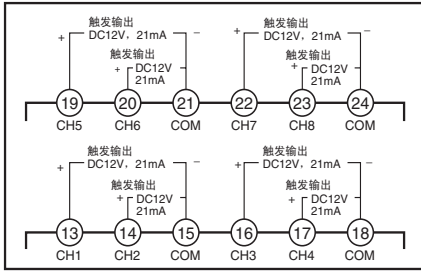 触发输出
DC12V，21mA
触发输出
DC12V，21mA
+ −
+ −
触发输出
触发输出
+ DC12V
+ DC12V
21mA
21mA
19 20 21 22 23 24
CH5 CH6 COM CH7 CH8 COM
触发输出
DC12V，21mA
触发输出
DC12V，21mA
+ −
+ −
触发输出
触发输出
+ DC12V
+ DC12V
21mA
21mA
13 14 15 16 17 18
CH1 CH2 COM CH3 CH4 COM